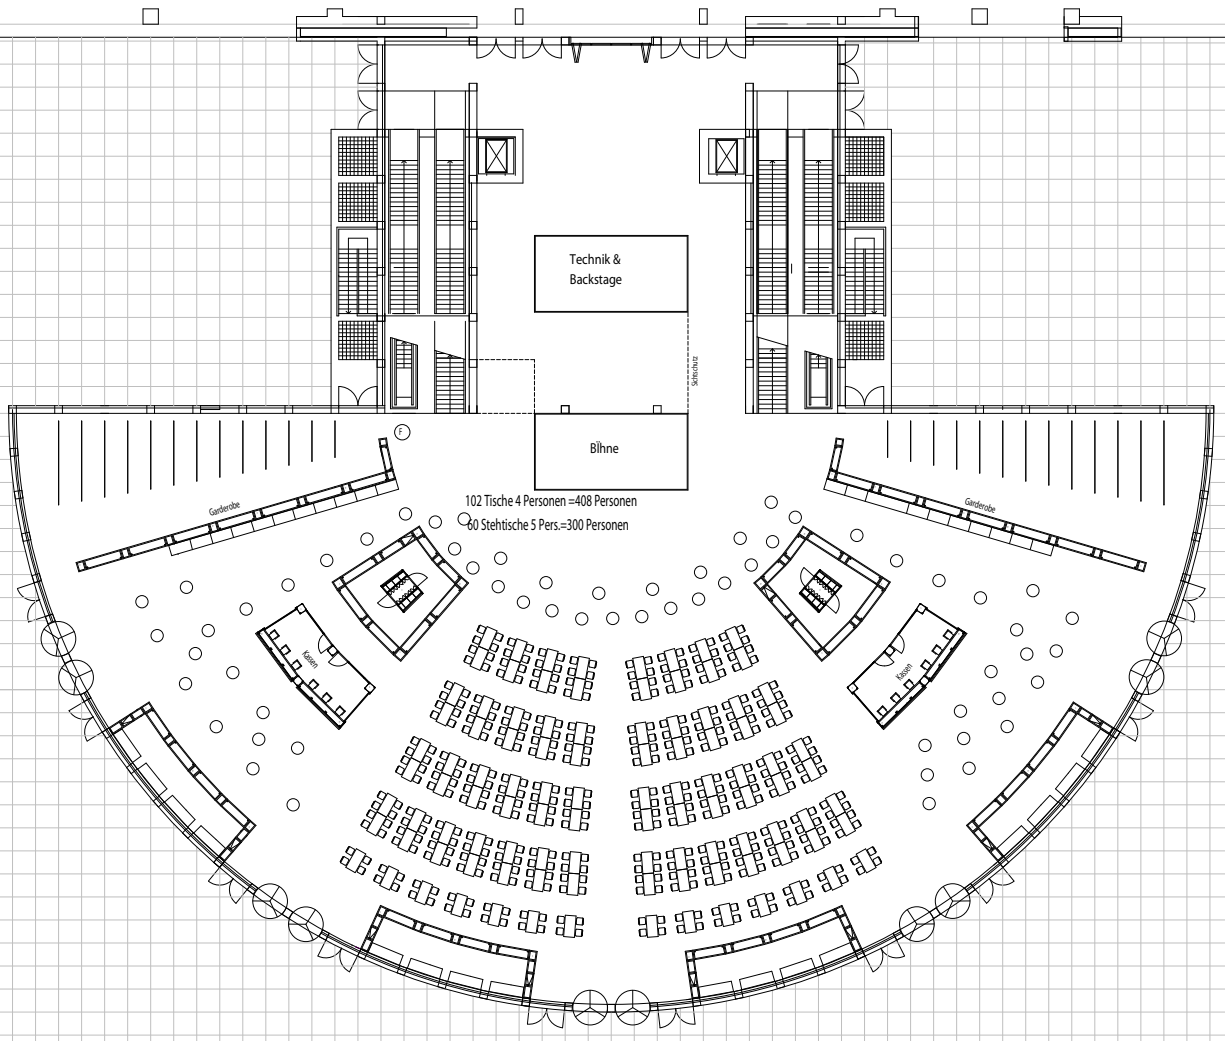 Technik &
Backstage
Sichtschutz
F
BÏhne
102 Tische 4 Personen =408 Personen
60 Stehtische 5 Pers.=300 Personen
Garderobe
Garderobe
Kassen
Kassen